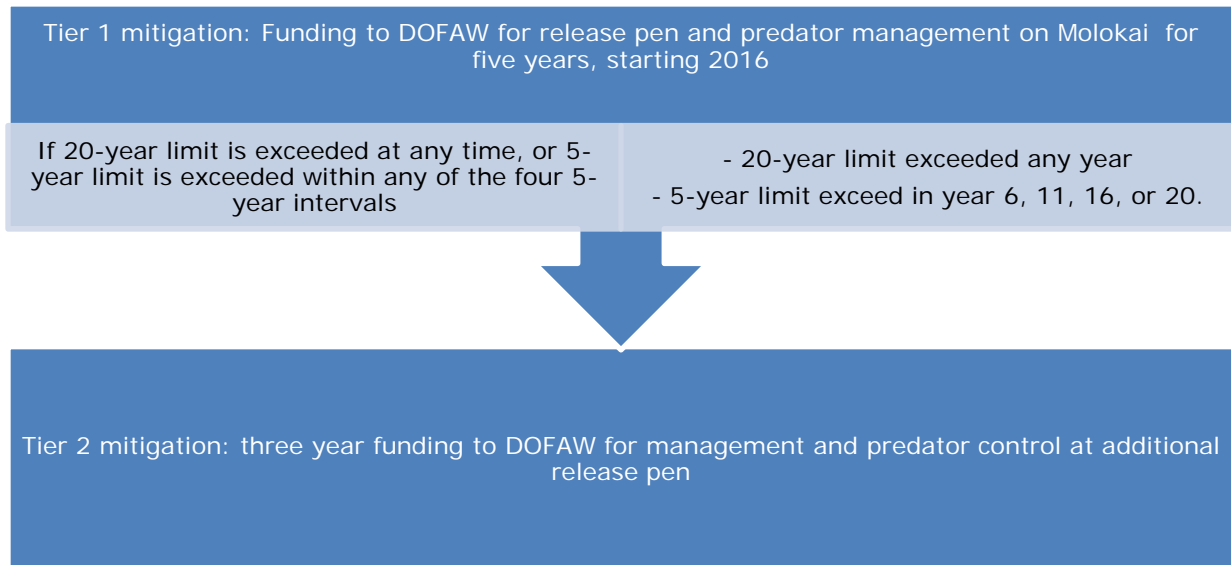 Tier 1 mitigation: Funding to DOFAW for release pen and predator management on Molokai for
five years, starting 2016
If 20-year limit is exceeded at any time, or 5-
year limit is exceeded within any of the four 5-
year intervals
- 20-year limit exceeded any year
- 5-year limit exceed in year 6, 11, 16, or 20.
Tier 2 mitigation: three year funding to DOFAW for management and predator control at additional
release pen